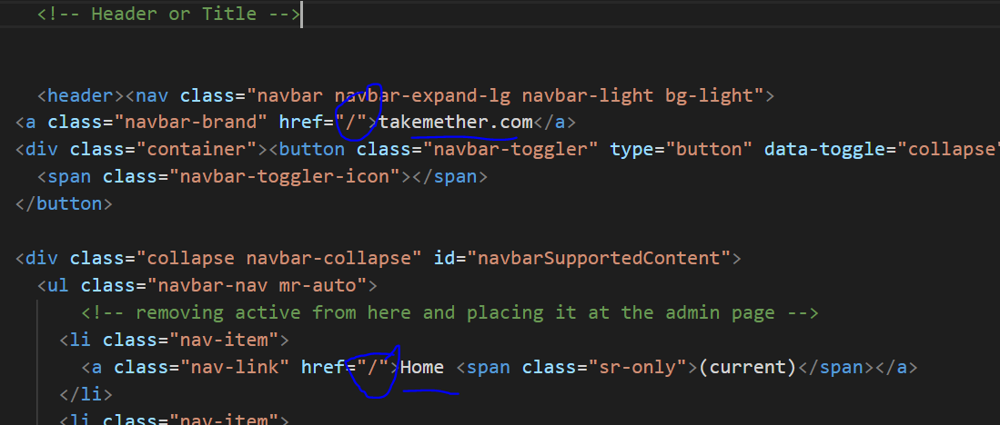 <!-- Header or Title -->
<header><nav class="navbar navbar-expand-lg navbar-light bg-light">
<a class="navbar-brand" href="/">takemether.com</a>
<div class="container"><button class="navbar-toggler" type="button" data-toggle="collapse"
<span class="navbar-toggler-icon"></span>
</button>
<div class="collapse navbar-collapse" id="navbarSupportedContent">
<ul class="navbar-nav mr-auto">
<!-- removing active from here and placing it at the admin page -->
<li class="nav-item">
<a class="nav-link" href="/">Home <span class="sr-only">(current)</span></a>
</li>
<li class="nav-item">